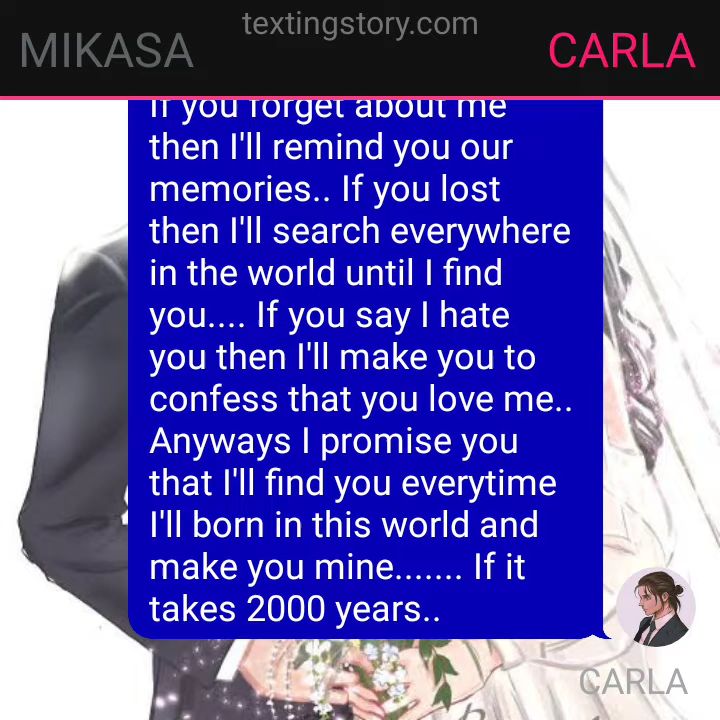 textingstory.com
MIKASA
CARLA
If you forget about me
then I'll remind you our
memories.. If you lost
then I'll search everywhere
in the world until I find
you.... If you say I hate
you then I'll make you to
confess that you love me..
Anyways I promise you
that I'll find you everytime
I'll born in this world and
make you mine....... If it
takes 2000 years..
CARLA